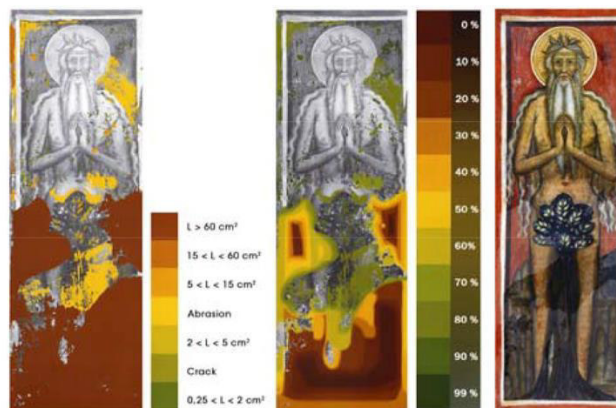 L > 60 cm²
15 < L < 60 cm²
5 < L < 15 cm²
Abrasion
2 < L < 5 cm²
Crack
0,25 < L < 2 cm²
0 %
10 %
20 %
30 %
40 %
50 %
60%
70 %
80 %
90 %
99 %